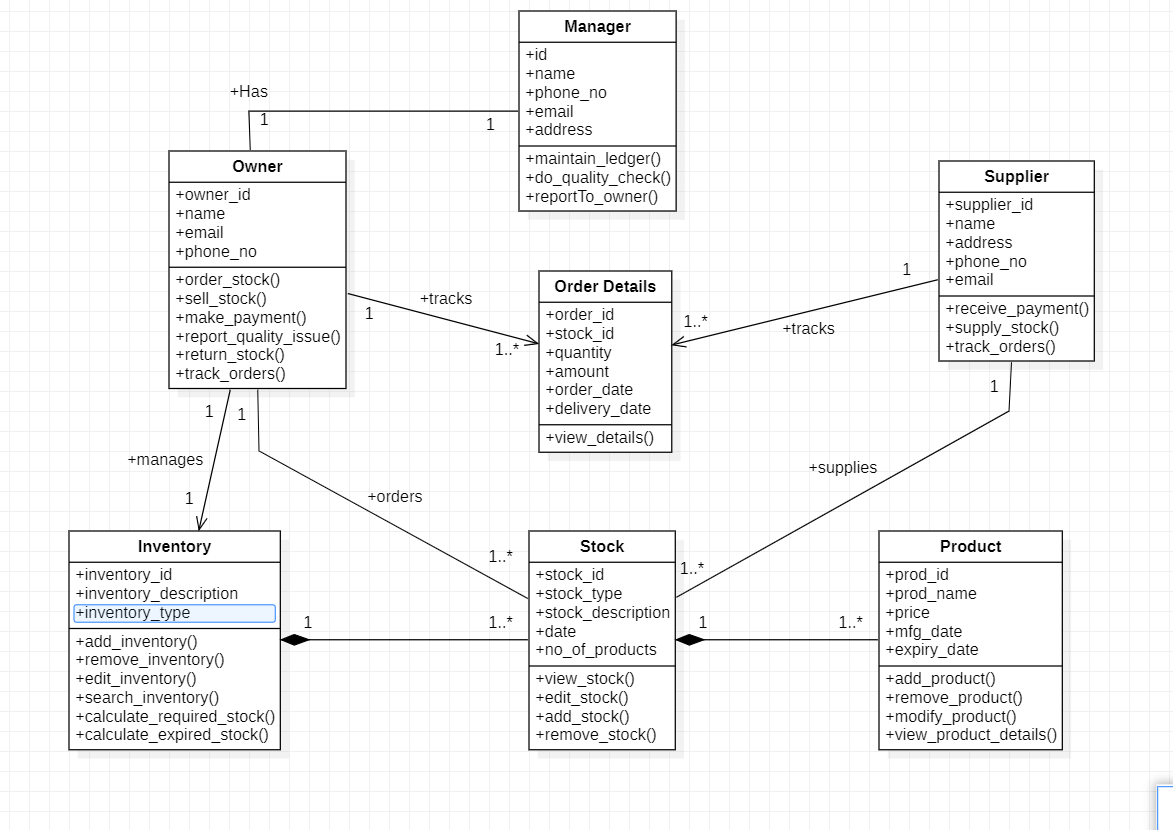 Manager
+id
+name
+phone_no
+email
+address
+maintain_ledger()
+do_quality_check()
+reportTo_owner()
+Has
1
1
Owner
+owner_id
+name
+email
+phone_no
+order_stock()
+sell_stock()
+make_payment()
+report_quality_issue()
+return_stock()
+track_orders()
Supplier
+supplier_id
+name
+address
+phone_no
+email
+receive_payment()
+supply_stock()
+track_orders()
+tracks
1
1..*
Order Details
+order_id
+stock_id
+quantity
+amount
+order_date
+delivery_date
+view_details()
1
1..*
+tracks
1
1
+manages
1
+orders
1..*
1
+supplies
1..*
Inventory
+inventory_id
+inventory_description
+inventory_type
+add_inventory()
+remove_inventory()
+edit_inventory()
+search_inventory()
+calculate_required_stock()
+calculate_expired_stock()
1
1..*
Stock
+stock_id
+stock_type
+stock_description
+date
+no_of_products
+view_stock()
+edit_stock()
+add_stock()
+remove_stock()
1
1..*
Product
+prod_id
+prod_name
+price
+mfg_date
+expiry_date
+add_product()
+remove_product()
+modify_product()
+view_product_details()